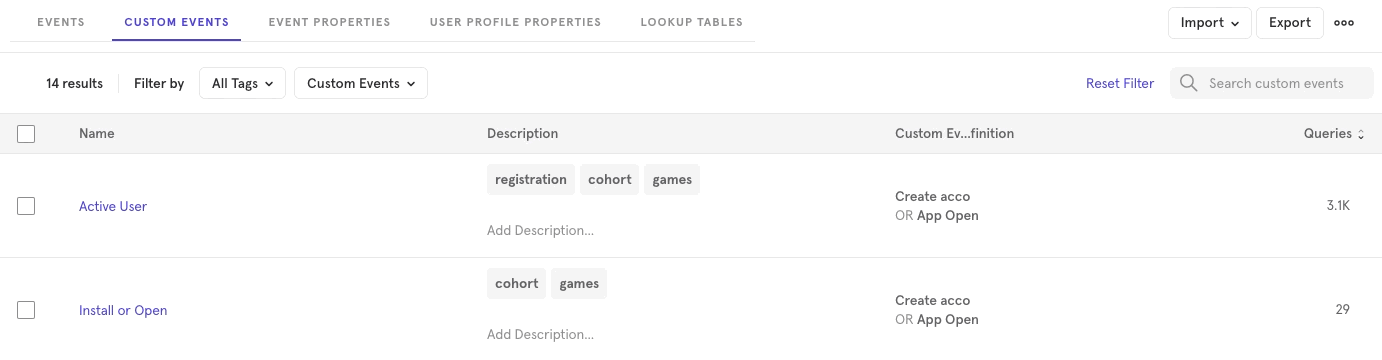 EVENTS CUSTOM EVENTS EVENT PROPERTIES USER PROFILE PROPERTIES LOOKUP TABLES Import Export
14 results Filter by All Tags Custom Events Reset Filter Search custom events
Name Description Custom Ev...finition Queries
registration cohort games
Active User
Add Description...
Create acco
OR App Open
3.1K
cohort games
Install or Open
Add Description...
Create acco
OR App Open
29